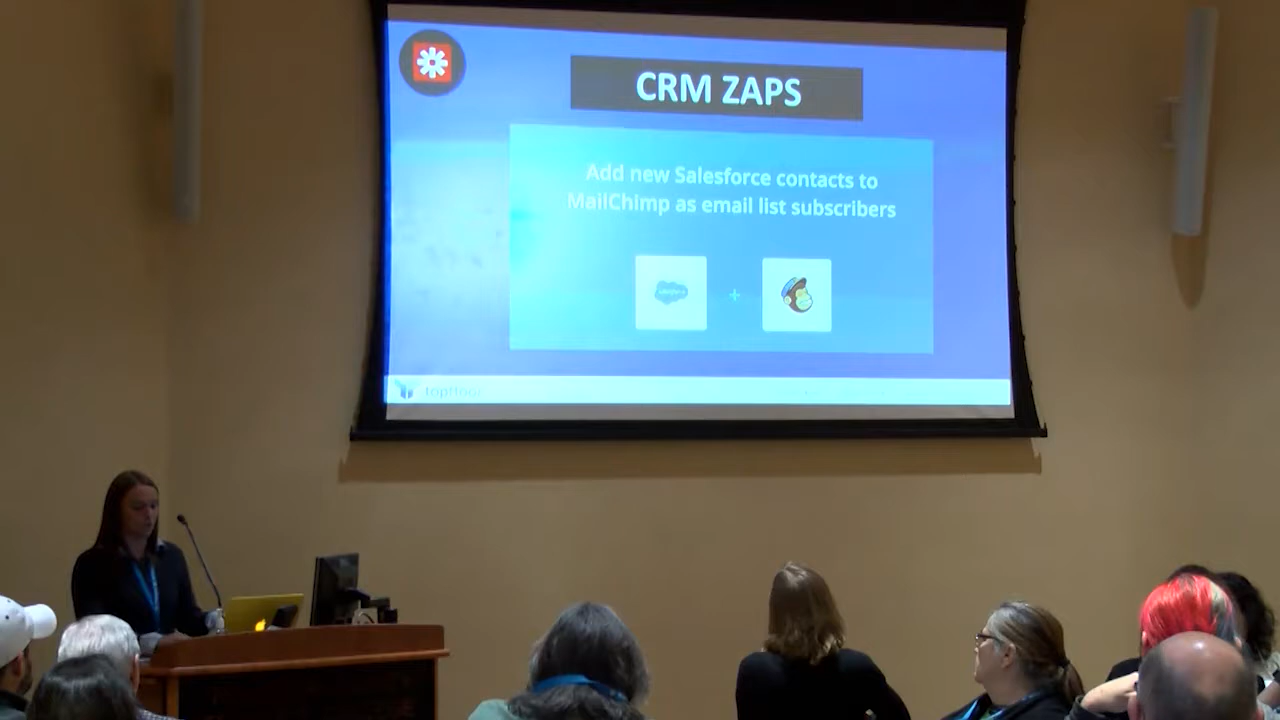 CRM ZAPS
Add new Salesforce contacts to
MailChimp as email list subscribers
+